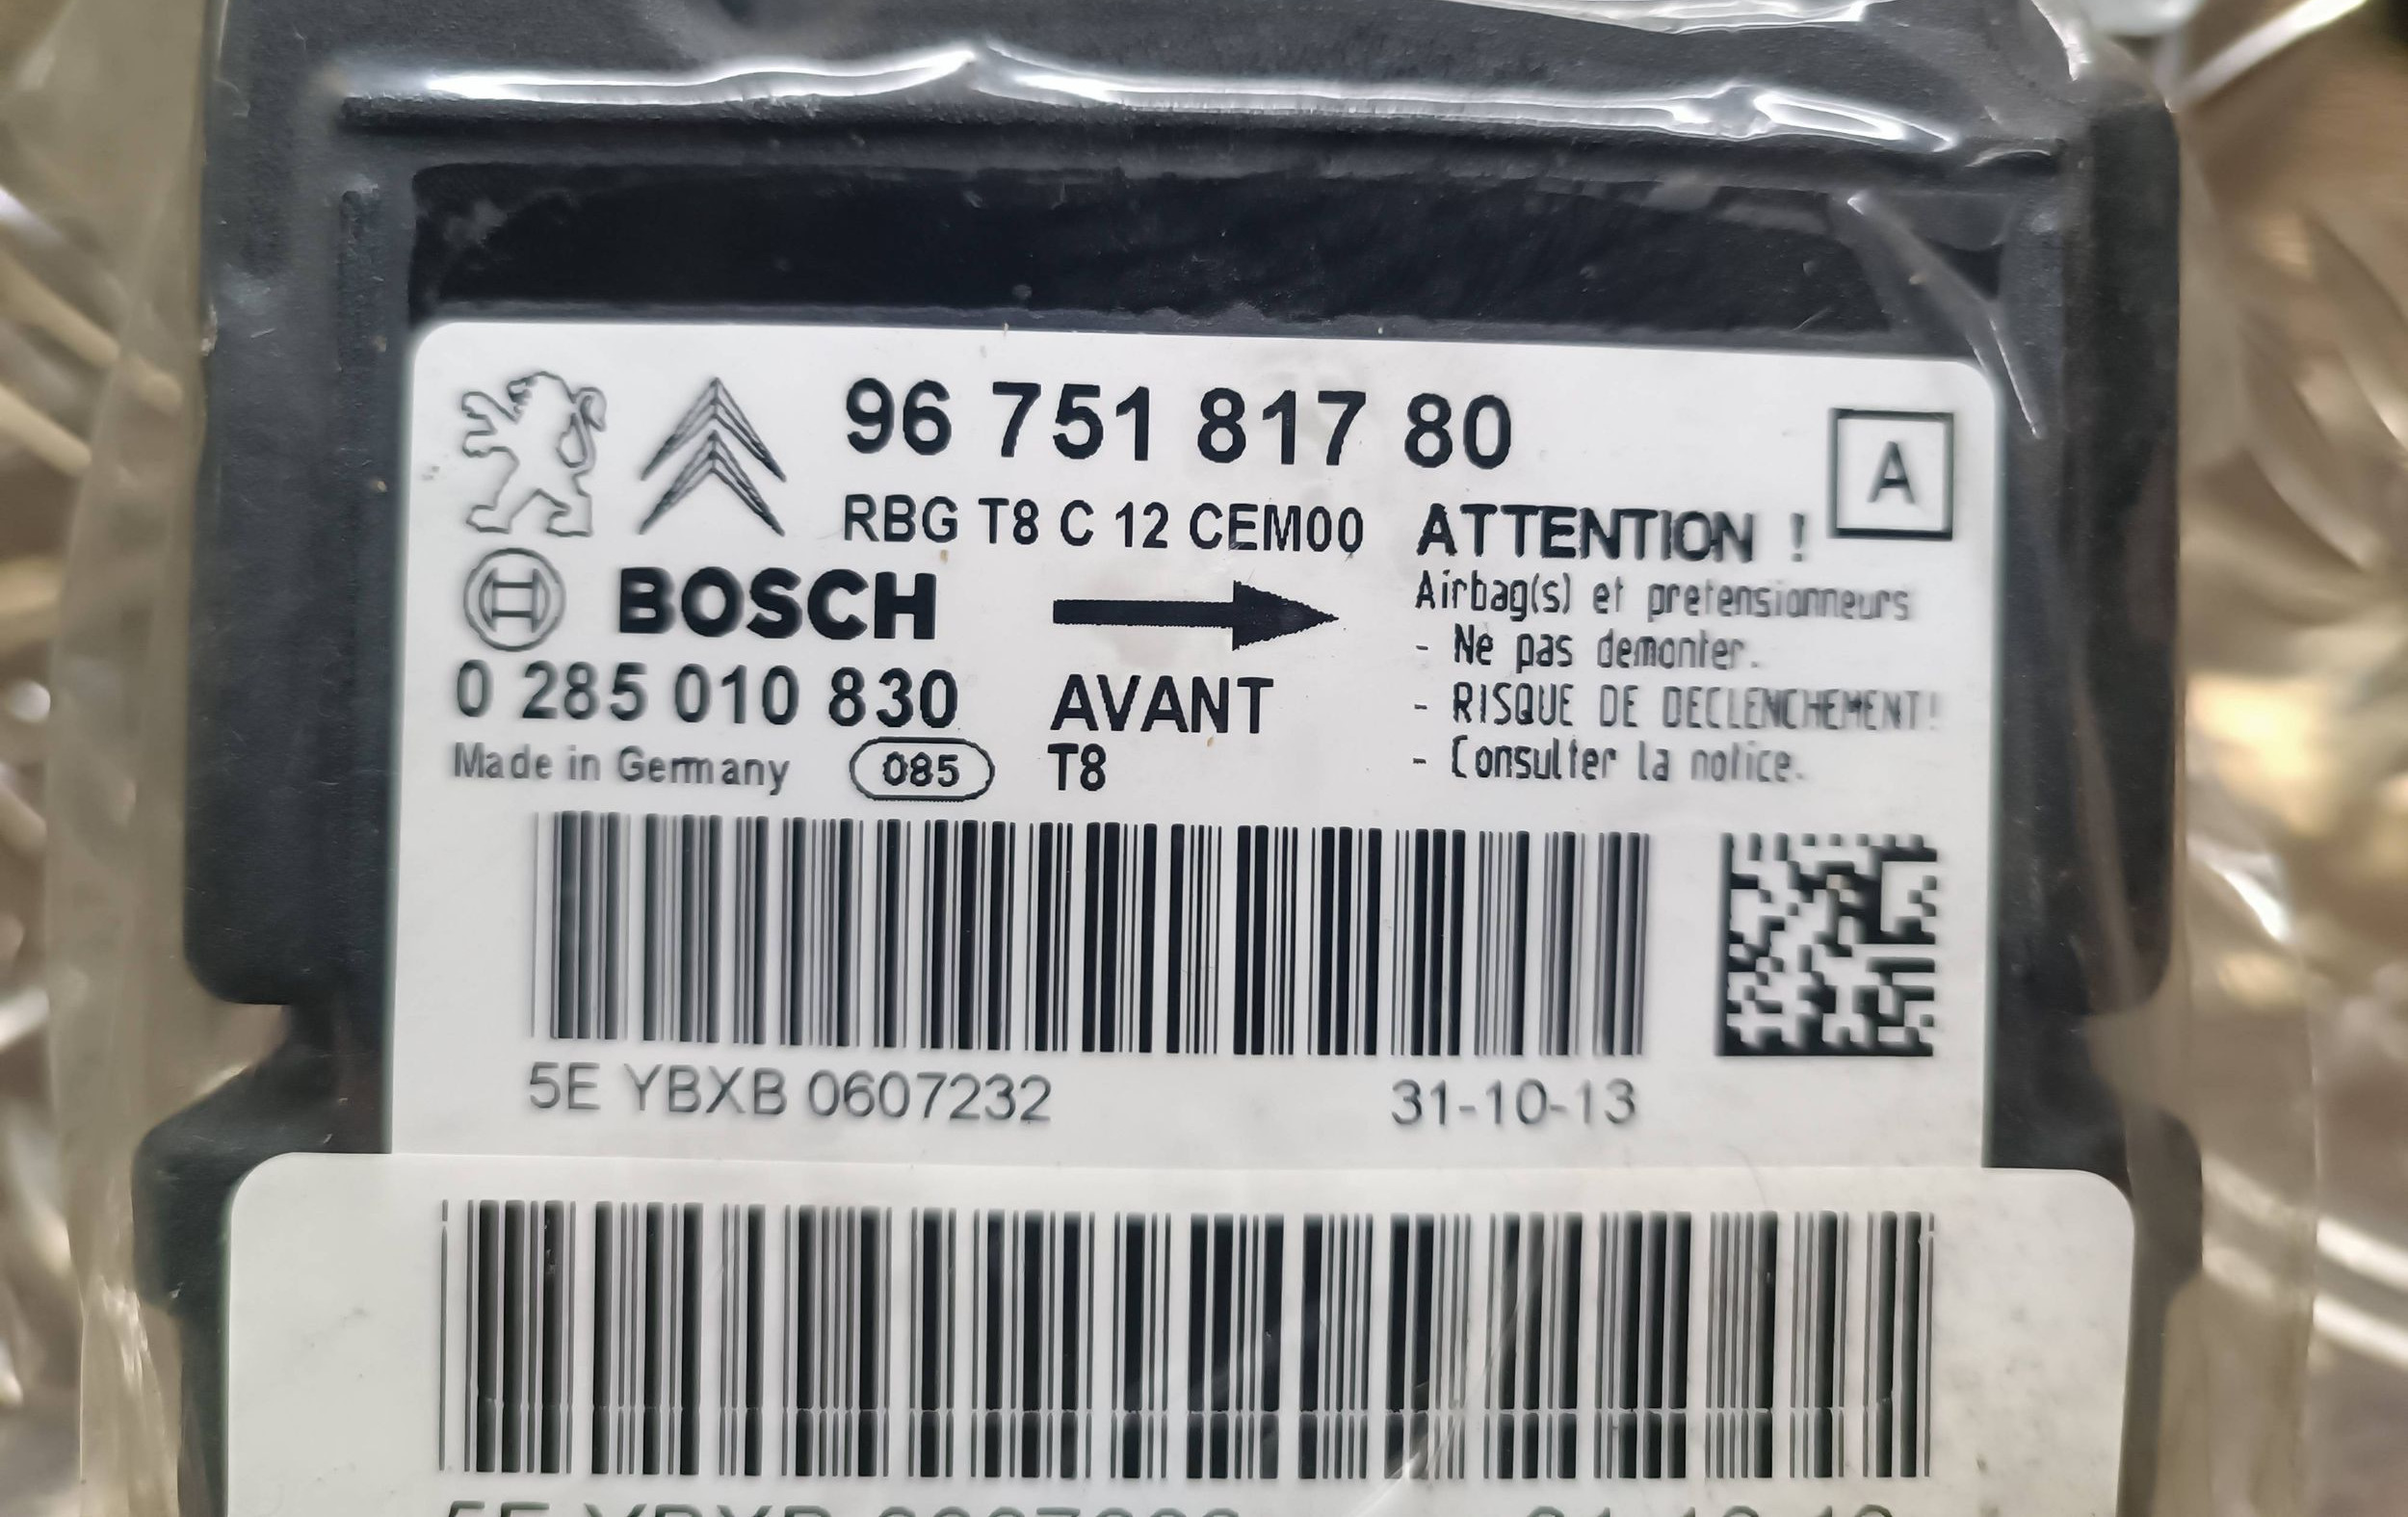 96 751 817 80
A
RBG T8 C 12 CEM00
ATTENTION !
BOSCH
Airbag(s) et pretensionneurs
- Ne pas demonter.
0 285 010 830
AVANT
- RISQUE DE DECLENCHEMENT!
Made in Germany
085
T8
- Consulter la notice.
5E YBXB 0607232
31-10-13